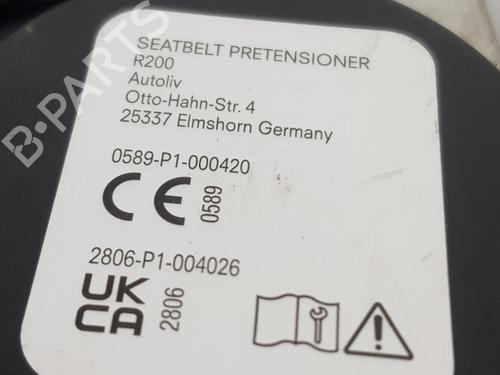 B-PARTS
SEATBELT PRETENSIONER
R200
Autoliv
Otto-Hahn-Str. 4
25337 Elmshorn Germany
0589-P1-000420
CE 0589
2806-P1-004026
UK
CA 2806